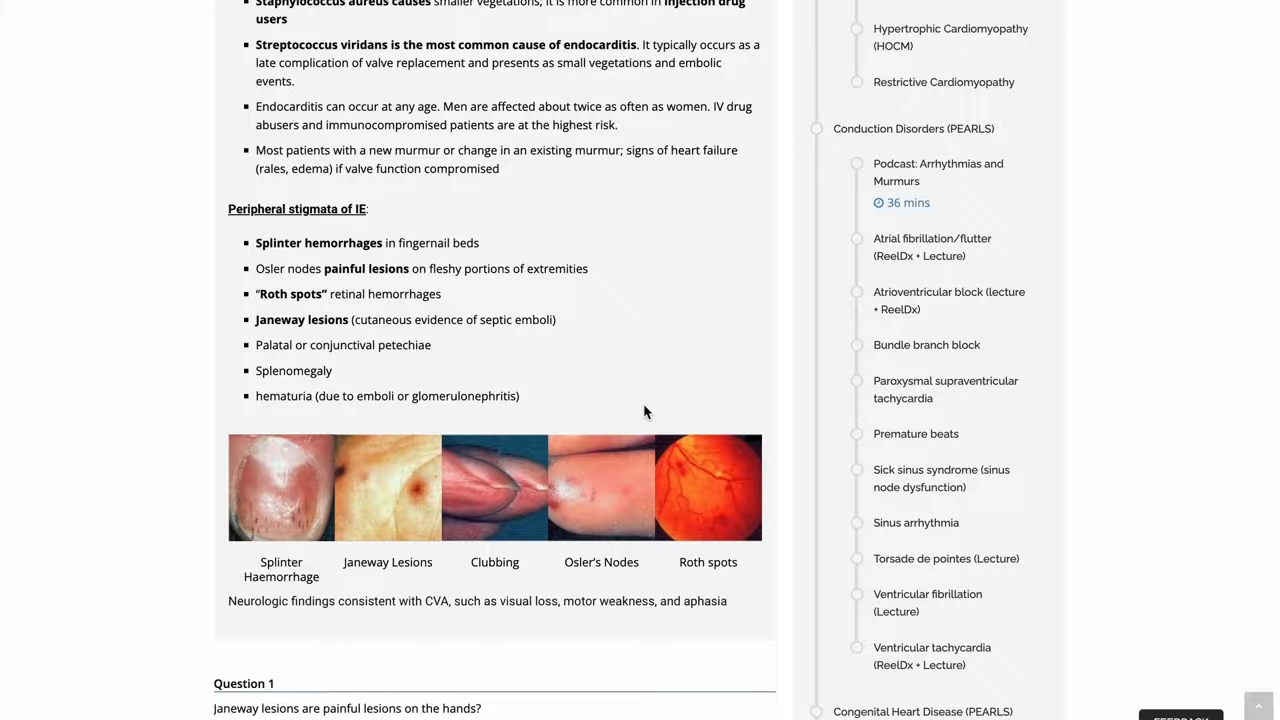 Staphylococcus aureus causes smaller vegetations; it is more common in injection drug
users
Streptococcus viridans is the most common cause of endocarditis. It typically occurs as a
late complication of valve replacement and presents as small vegetations and embolic
events.
Endocarditis can occur at any age. Men are affected about twice as often as women. IV drug
abusers and immunocompromised patients are at the highest risk.
Most patients with a new murmur or change in an existing murmur; signs of heart failure
(rales, edema) if valve function compromised
Peripheral stigmata of IE:
Splinter hemorrhages in fingernail beds
Osler nodes painful lesions on fleshy portions of extremities
“Roth spots” retinal hemorrhages
Janeway lesions (cutaneous evidence of septic emboli)
Palatal or conjunctival petechiae
Splenomegaly
hematuria (due to emboli or glomerulonephritis)
Splinter
Haemorrhage
Janeway Lesions
Clubbing
Osler's Nodes
Roth spots
Neurologic findings consistent with CVA, such as visual loss, motor weakness, and aphasia
Question 1
Janeway lesions are painful lesions on the hands?
Hypertrophic Cardiomyopathy
(HOCM)
Restrictive Cardiomyopathy
Conduction Disorders (PEARLS)
Podcast: Arrhythmias and
Murmurs
36 mins
Atrial fibrillation/flutter
(ReelDx + Lecture)
Atrioventricular block (lecture
+ ReelDx)
Bundle branch block
Paroxysmal supraventricular
tachycardia
Premature beats
Sick sinus syndrome (sinus
node dysfunction)
Sinus arrhythmia
Torsade de pointes (Lecture)
Ventricular fibrillation
(Lecture)
Ventricular tachycardia
(ReelDx + Lecture)
Congenital Heart Disease (PEARLS)
FEEDBACK